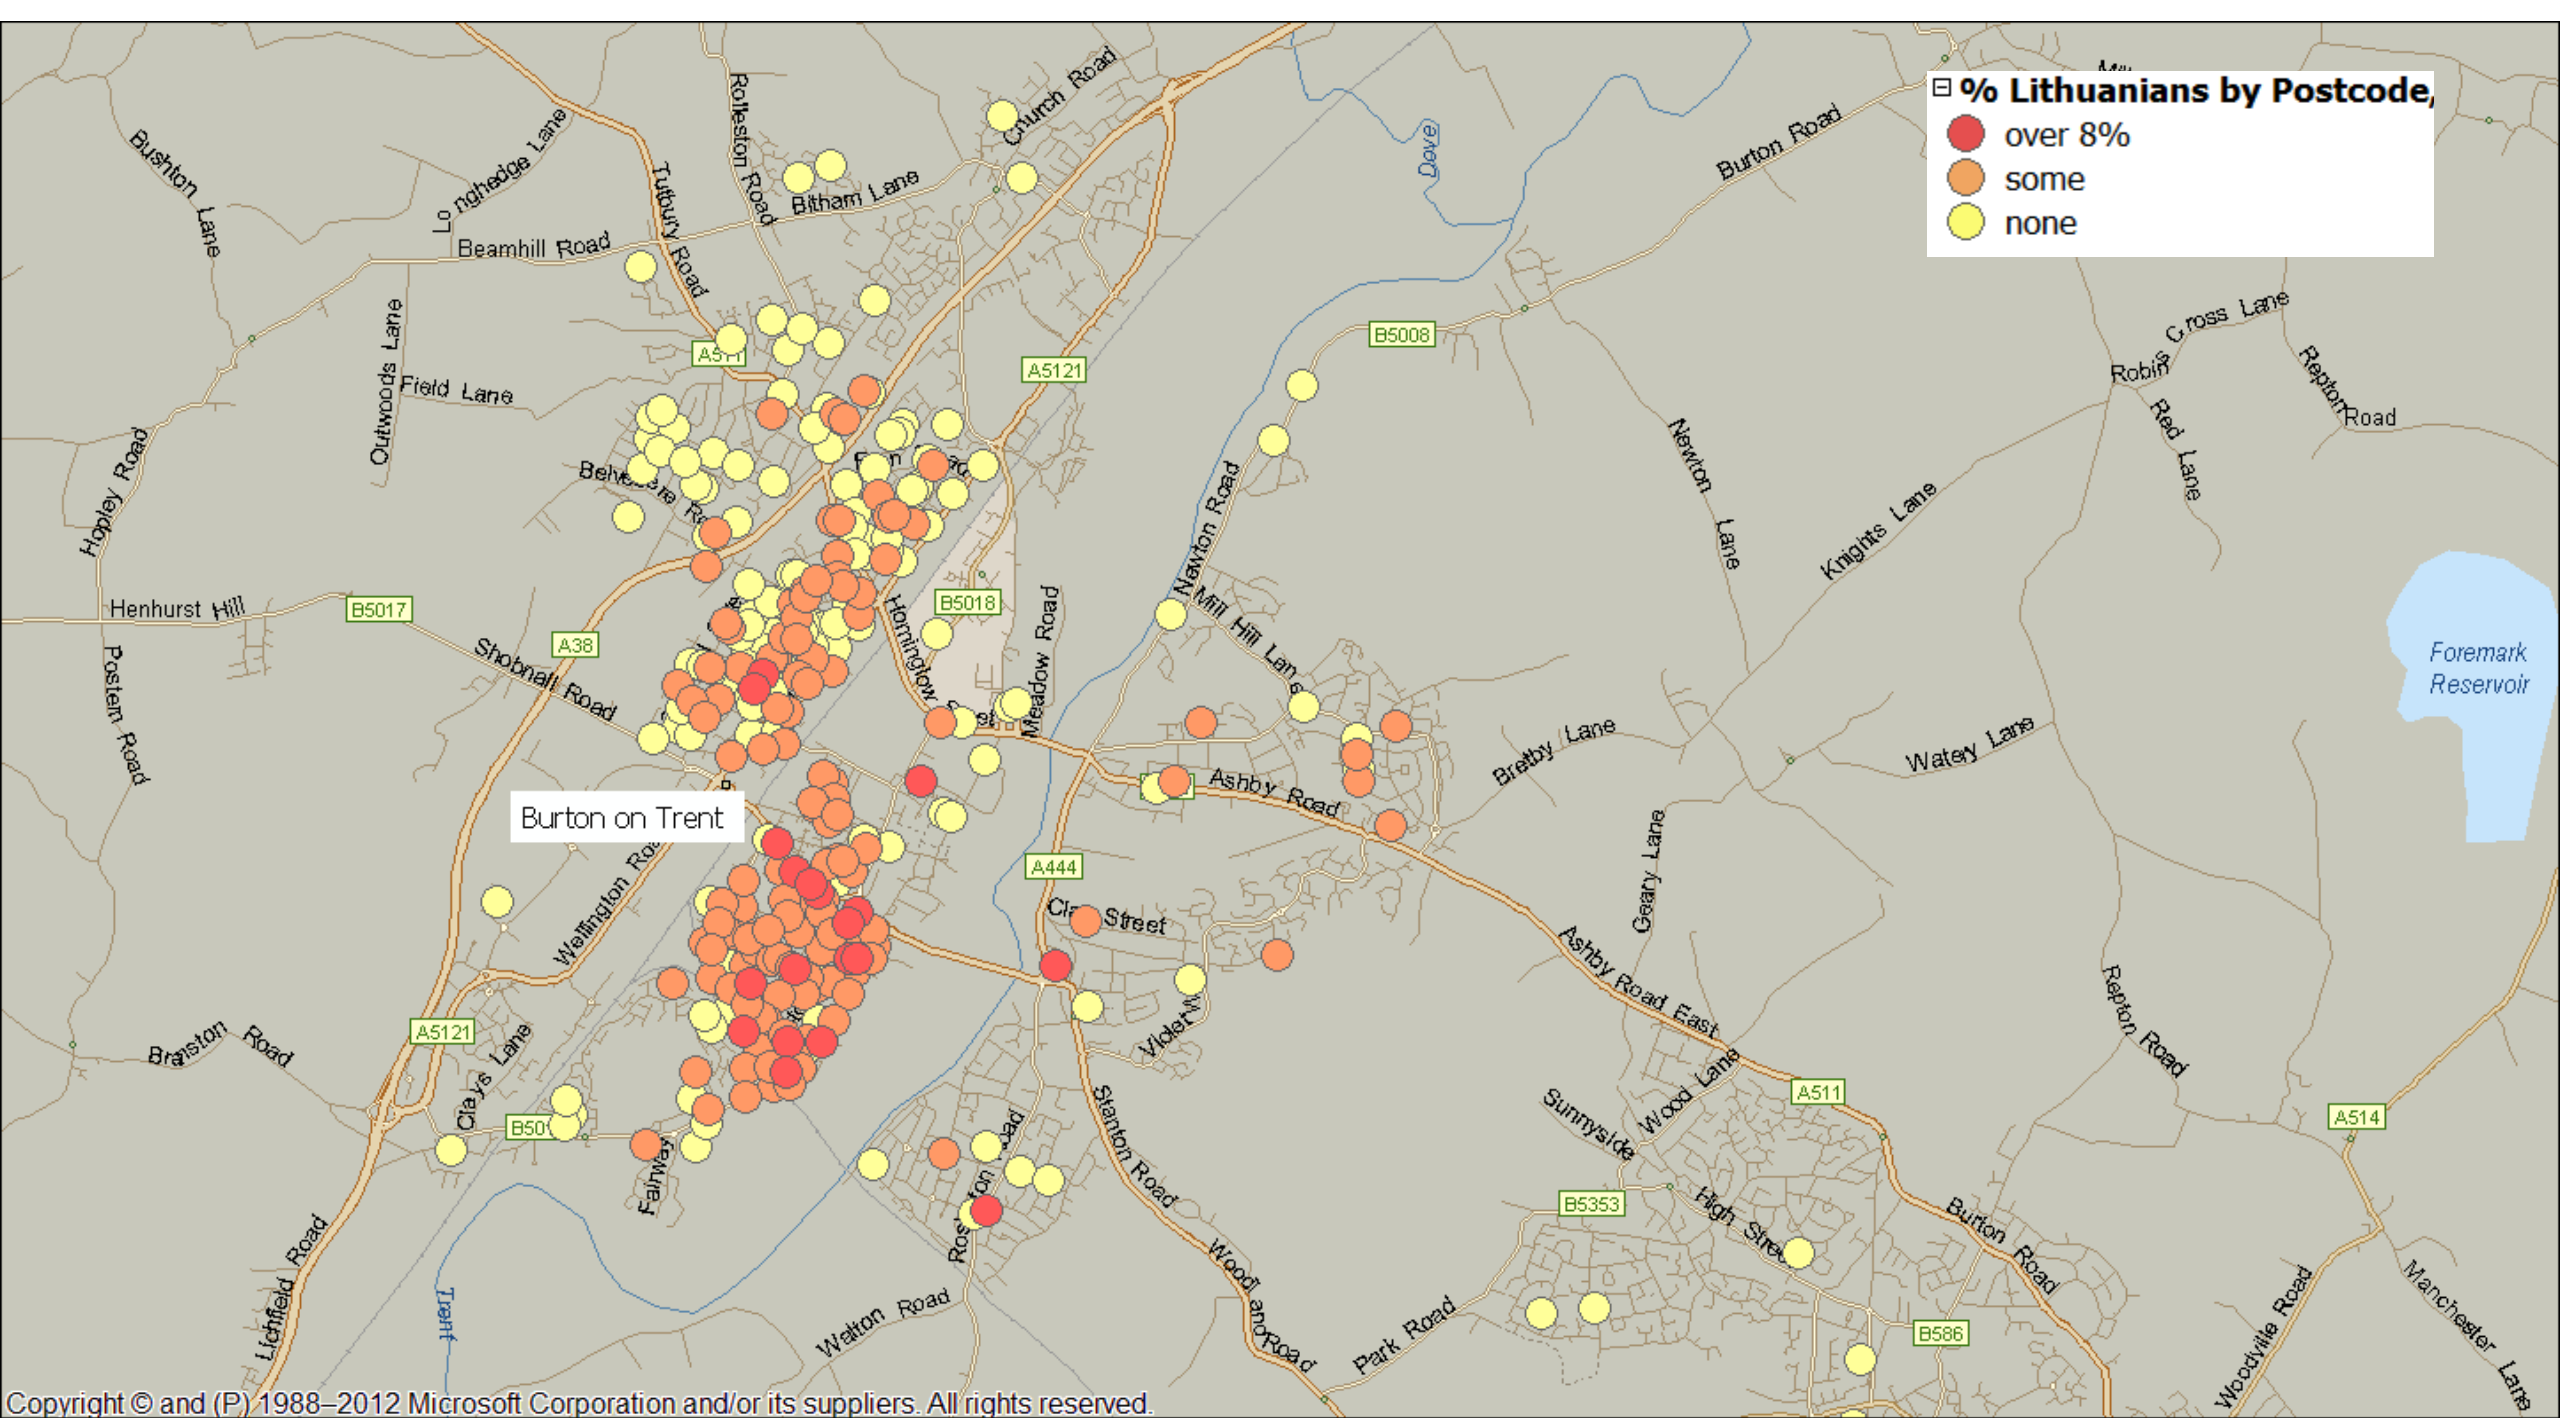 % Lithuanians by Postcode,
over 8%
some
none
Church Road
Rolleston Road
Bushton Lane
Longhedge Lane
Tutbury Road
Bitham Lane
Beamhill Road
Dove
Burton Road
B5008
Robin's Cross Lane
Repton Road
Red Lane
Outwoods Lane
Field Lane
A5121
Newton Lane
Knights Lane
Hopley Road
Newton Road
Henhurst Hill
B5017
A38
Shobnall Road
Horninglow
B5018
Meadow Road
Mill Hill Lane
Foremark
Reservoir
Postern Road
Bretby Lane
Watery Lane
Burton on Trent
Ashby Road
Geary Lane
A444
Street
Wellington
Ashby Road East
Repton Road
A5121
Branston Road
Clays Lane
Violet
Sunnyside
Wood Lane
A511
A514
Stanton Road
Fairway
B5353
High
Burton Road
Lichfield Road
Trent
Walton Road
Woodland Road
Park Road
B586
Woodville Road
Manchester Lane
Copyright © and (P) 1988–2012 Microsoft Corporation and/or its suppliers. All rights reserved.